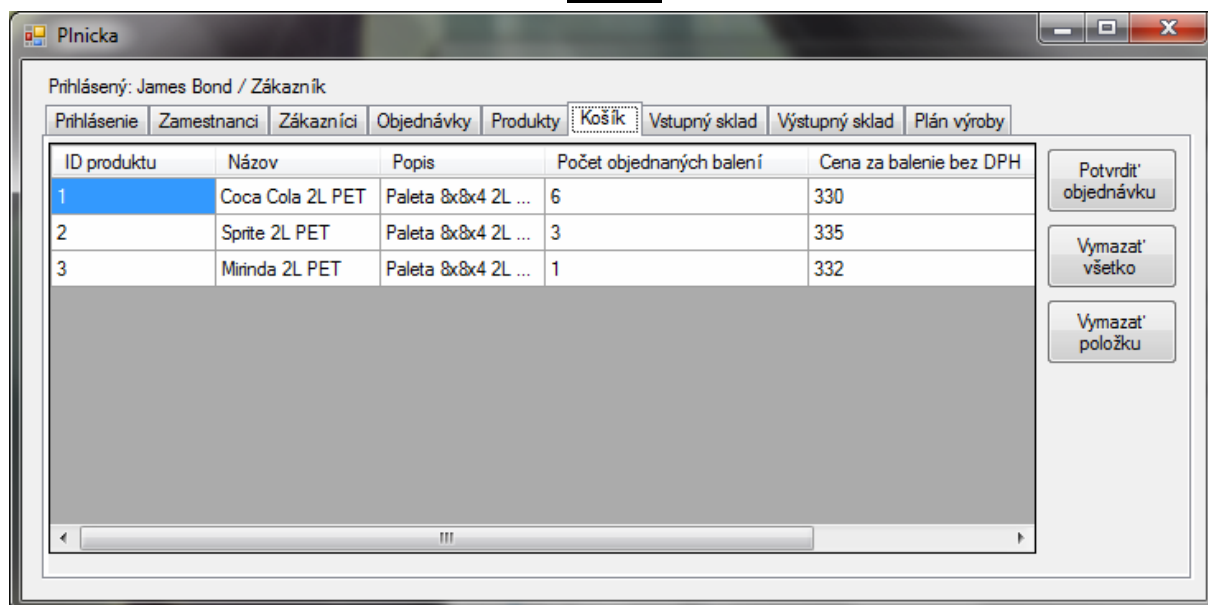 Plnicka
Prihlásený: James Bond / Zákazník
Prihlásenie Zamestnanci Zákazníci Objednávky Produkty Košík Vstupný sklad Výstupný sklad Plán výroby
ID produktu Názov Popis Počet objednaných balení Cena za balenie bez DPH
1 Coca Cola 2L PET Paleta 8x8x4 2L ... 6 330
2 Sprite 2L PET Paleta 8x8x4 2L ... 3 335
3 Mirinda 2L PET Paleta 8x8x4 2L ... 1 332
Potvrdiť
objednávku
Vymazať
všetko
Vymazať
položku